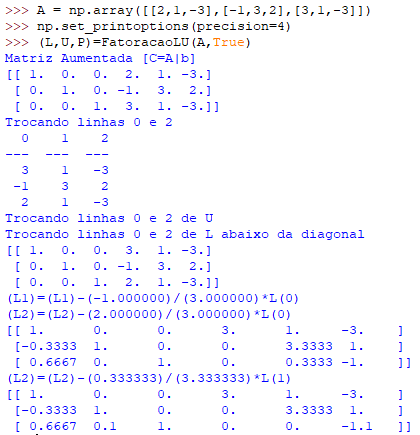 >>> A = np.array([[2,1,-3],[-1,3,2],[3,1,-3]])
>>> np.set_printoptions(precision=4)
>>> (L,U,P)=FatoracaoLU(A,True)
Matriz Aumentada [C=A|b]
[[ 1.  0.  0.  2.  1. -3.]
 [ 0.  1.  0. -1.  3.  2.]
 [ 0.  0.  1.  3.  1. -3.]]
Trocando linhas 0 e 2
  0    1    2
---  ---  ---
  3    1   -3
 -1    3    2
  2    1   -3
Trocando linhas 0 e 2 de U
Trocando linhas 0 e 2 de L abaixo da diagonal
[[ 1.  0.  0.  3.  1. -3.]
 [ 0.  1.  0. -1.  3.  2.]
 [ 0.  0.  1.  2.  1. -3.]]
(L1)=(L1)-(-1.000000)/(3.000000)*L(0)
(L2)=(L2)-(2.000000)/(3.000000)*L(0)
[[ 1.      0.      0.      3.      1.     -3.    ]
 [-0.3333  1.      0.      0.      3.3333  1.    ]
 [ 0.6667  0.      1.      0.      0.3333 -1.    ]]
(L2)=(L2)-(0.333333)/(3.333333)*L(1)
[[ 1.      0.      0.      3.      1.     -3.    ]
 [-0.3333  1.      0.      0.      3.3333  1.    ]
 [ 0.6667  0.1     1.      0.      0.     -1.1   ]]